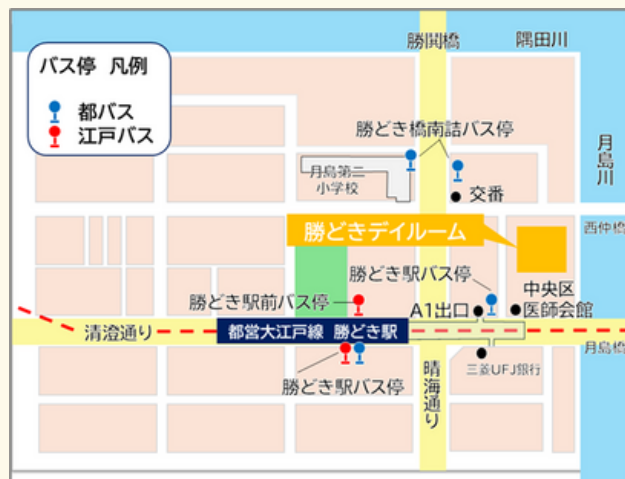 勝鬨橋
隅田川
バス停 凡例
都バス
江戸バス
勝どき橋南詰バス停
月島川
月島第二
小学校
交番
西仲橋
勝どきデイルーム
勝どき駅バス停
勝どき駅前バス停
A1出口
中央区
医師会館
清澄通り
都営大江戸線 勝どき駅
月島橋
勝どき駅バス停
晴海通り
三菱UFJ銀行